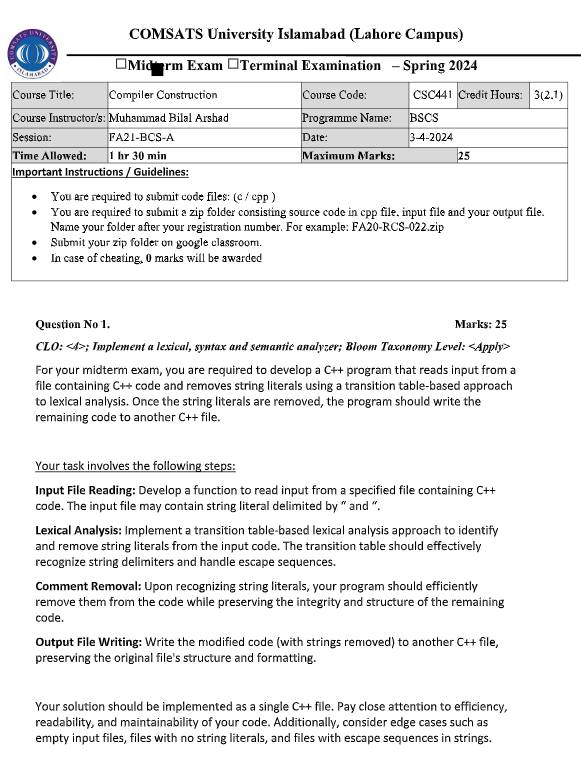 COMSATS University Islamabad (Lahore Campus)
☐Midterm Exam ☐Terminal Examination – Spring 2024
Course Title: Compiler Construction Course Code: CSC441 Credit Hours: 3(2,1)
Course Instructor/s: Muhammad Bilal Arshad Programme Name: BSCS
Session: FA21-BCS-A Date: 3-4-2024
Time Allowed: 1 hr 30 min Maximum Marks: 25
Important Instructions / Guidelines:
• You are required to submit code files: (c / cpp )
• You are required to submit a zip folder consisting source code in cpp file, input file and your output file.
Name your folder after your registration number. For example: FA20-RCS-022.zip
• Submit your zip folder on google classroom.
• In case of cheating, 0 marks will be awarded
Question No 1. Marks: 25
CLO: <4>; Implement a lexical, syntax and semantic analyzer; Bloom Taxonomy Level: <Apply>
For your midterm exam, you are required to develop a C++ program that reads input from a
file containing C++ code and removes string literals using a transition table-based approach
to lexical analysis. Once the string literals are removed, the program should write the
remaining code to another C++ file.
Your task involves the following steps:
Input File Reading: Develop a function to read input from a specified file containing C++
code. The input file may contain string literal delimited by “ and ”.
Lexical Analysis: Implement a transition table-based lexical analysis approach to identify
and remove string literals from the input code. The transition table should effectively
recognize string delimiters and handle escape sequences.
Comment Removal: Upon recognizing string literals, your program should efficiently
remove them from the code while preserving the integrity and structure of the remaining
code.
Output File Writing: Write the modified code (with strings removed) to another C++ file,
preserving the original file's structure and formatting.
Your solution should be implemented as a single C++ file. Pay close attention to efficiency,
readability, and maintainability of your code. Additionally, consider edge cases such as
empty input files, files with no string literals, and files with escape sequences in strings.